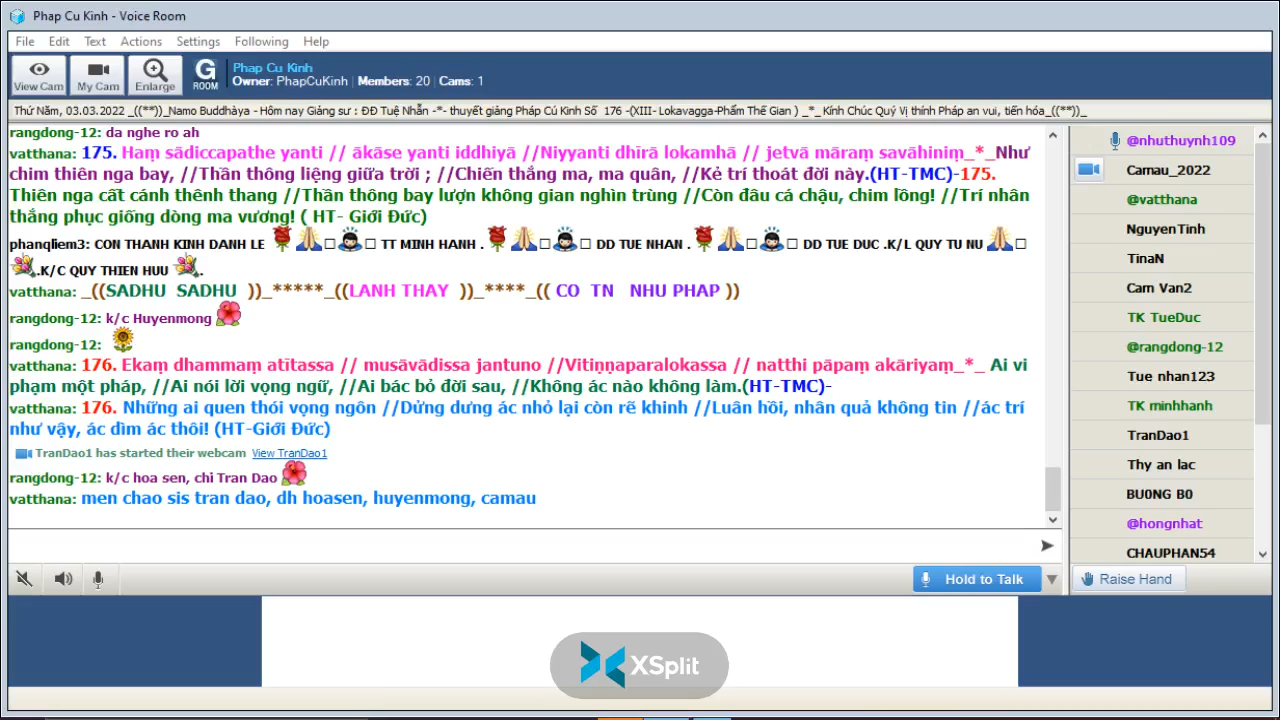 Phap Cu Kinh - Voice Room
File Edit Text Actions Settings Following Help
View Cam My Cam Enlarge G ROOM
Phap Cu Kinh
Owner: PhapCuKinh | Members: 20 | Cams: 1
Thứ Năm, 03.03.2022 _((**))_Namo Buddhàya - Hôm nay Giảng sư : ĐĐ Tuệ Nhẫn -*- thuyết giảng Pháp Cú Kinh Số 176 -(XIII- Lokavagga-Phẩm Thế Gian ) _*_ Kính Chúc Quý Vị thính Pháp an vui, tiến hóa_((**))_
rangdong-12: da nghe ro ah
vatthana: 175. Haṃ sādiccapathe yanti // ākāse yanti iddhiyā //Niyyanti dhīrā lokamhā // jetvā māraṃ savāhiniṃ_*_Như
chim thiên nga bay, //Thần thông liệng giữa trời ; //Chiến thắng ma, ma quân, //Kẻ trí thoát đời này.(HT-TMC)-175.
Thiên nga cất cánh thênh thang //Thần thông bay lượn không gian nghìn trùng //Còn đâu cá chậu, chim lồng! //Trí nhân
thắng phục giống dòng ma vương! ( HT- Giới Đức)
phanqliem3: CON THANH KINH DANH LE TT MINH HANH . DD TUE NHAN . DD TUE DUC .K/L QUY TU NU
.K/C QUY THIEN HUU .
vatthana: _((SADHU SADHU ))_*****_((LANH THAY ))_****_(( CO TN NHU PHAP ))
rangdong-12: k/c Huyenmong
rangdong-12:
vatthana: 176. Ekaṃ dhammaṃ atītassa // musāvādissa jantuno //Vitiṇṇaparalokassa // natthi pāpaṃ akāriyaṃ_*_ Ai vi
phạm một pháp, //Ai nói lời vọng ngữ, //Ai bác bỏ đời sau, //Không ác nào không làm.(HT-TMC)-
vatthana: 176. Những ai quen thói vọng ngôn //Dửng dưng ác nhỏ lại còn rẽ khinh //Luân hồi, nhân quả không tin //ác trí
như vậy, ác dìm ác thôi! (HT-Giới Đức)
TranDao1 has started their webcam View TranDao1
rangdong-12: k/c hoa sen, chi Tran Dao
vatthana: men chao sis tran dao, dh hoasen, huyenmong, camau
Hold to Talk
@nhuthuynh109
Camau_2022
@vatthana
NguyenTinh
TinaN
Cam Van2
TK TueDuc
@rangdong-12
Tue nhan123
TK minhhanh
TranDao1
Thy an lac
BU0NG B0
@hongnhat
CHAUPHAN54
Raise Hand
XSplit